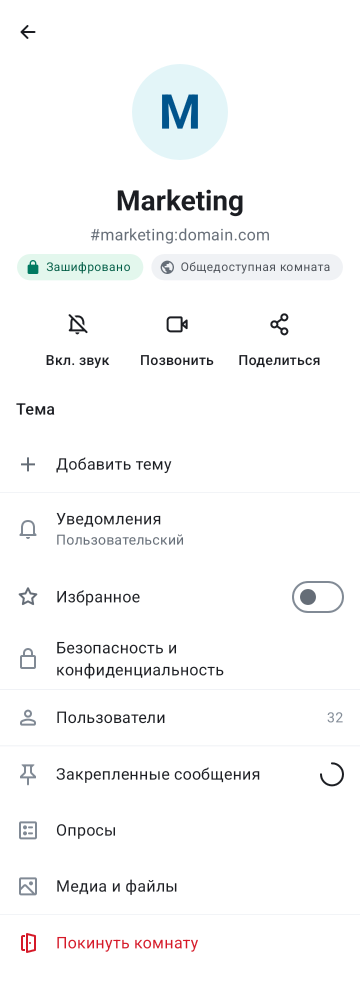 M
Marketing
#marketing:domain.com
Зашифровано
Общедоступная комната
Вкл. звук
Позвонить
Поделиться
Тема
Добавить тему
Уведомления
Пользовательский
Избранное
Безопасность и
конфиденциальность
Пользователи 32
Закрепленные сообщения
Опросы
Медиа и файлы
Покинуть комнату